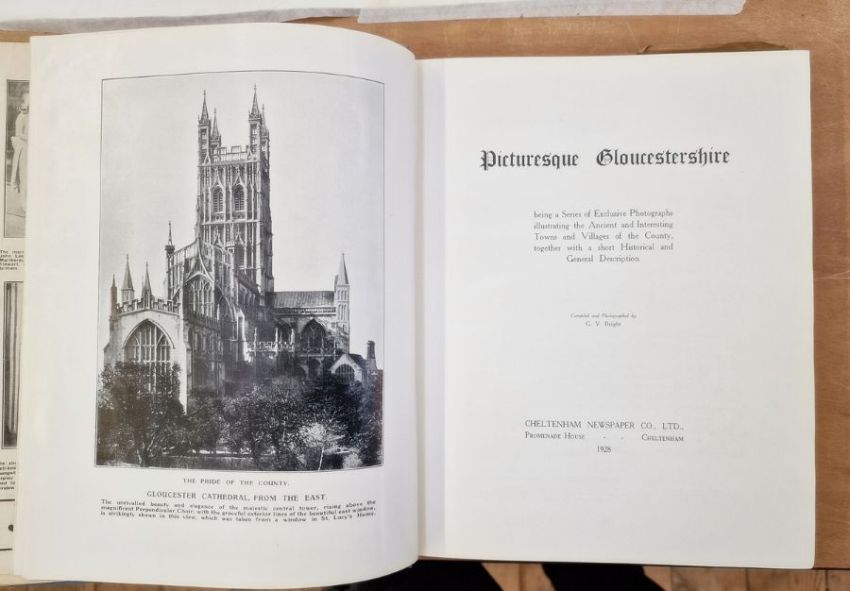 THE PRIDE OF THE COUNTY.
GLOUCESTER CATHEDRAL, FROM THE EAST.
The unrivalled beauty and elegance of the majestic central tower, rising above the
magnificent Perpendicular Choir, with the graceful exterior lines of the beautiful east window,
is strikingly shown in this view, which was taken from a window in St. Lucy's Home.
Picturesque Gloucestershire
being a Series of Exclusive Photographs
illustrating the Ancient and Interesting
Towns and Villages of the County,
together with a short Historical and
General Description
Compiled and Photographed by
C. V. Bright
CHELTENHAM NEWSPAPER CO., LTD.,
PROMENADE HOUSE - - CHELTENHAM
1928